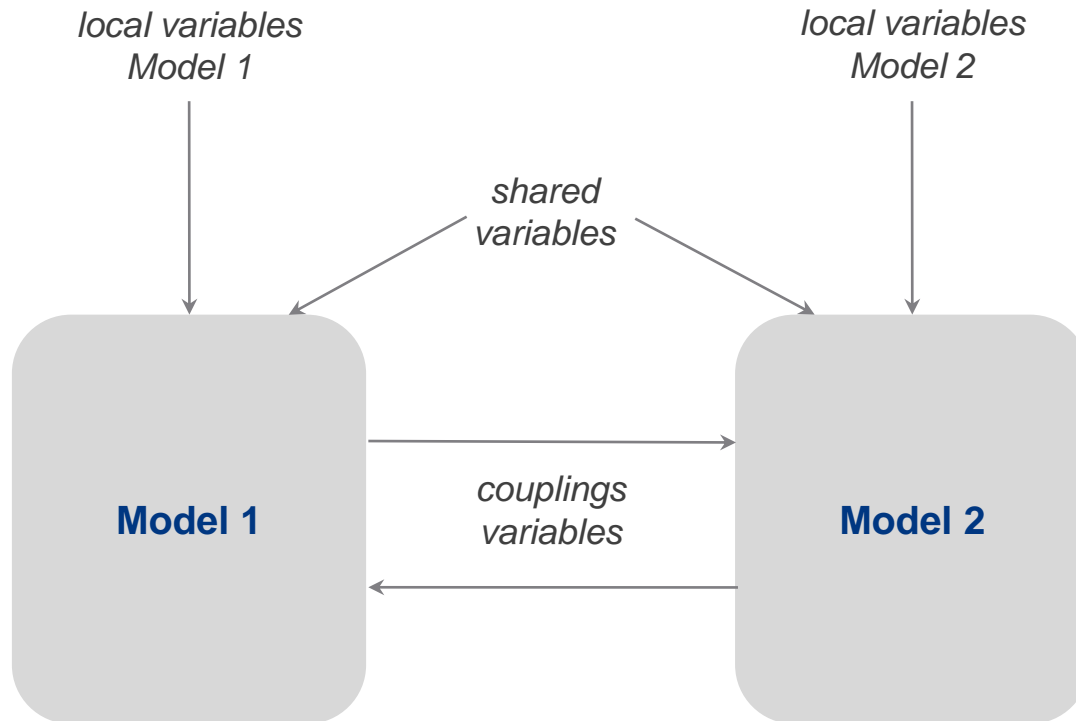 local variables
Model 1
local variables
Model 2
shared
variables
couplings
variables
Model 1
Model 2